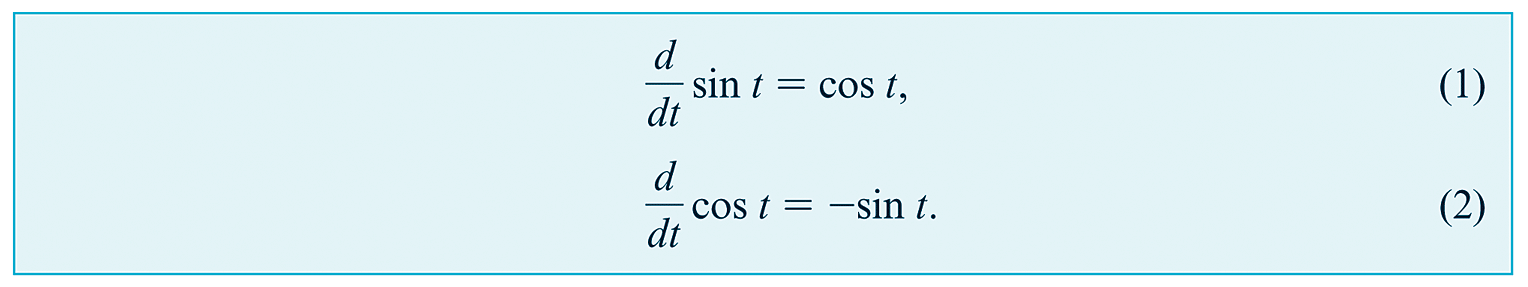 d/dt sin t = cos t, (1)
d/dt cos t = −sin t. (2)